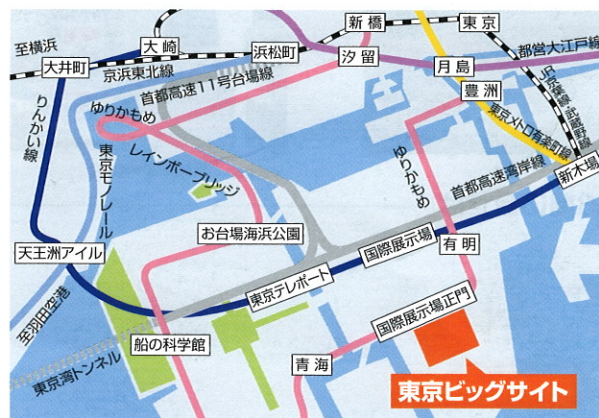 新橋
東京
至横浜
大崎
浜松町
汐留
都営大江戸線
大井町
京浜東北線
月島
首都高速11号台場線
豊洲
JR京葉線・武蔵野線
りんかい線
ゆりかもめ
東京メトロ有楽町線
東京モノレール
レインボーブリッジ
ゆりかもめ
首都高速湾岸線
新木場
お台場海浜公園
国際展示場
有明
天王洲アイル
東京テレポート
国際展示場正門
至羽田空港
船の科学館
青海
東京湾トンネル
東京ビッグサイト